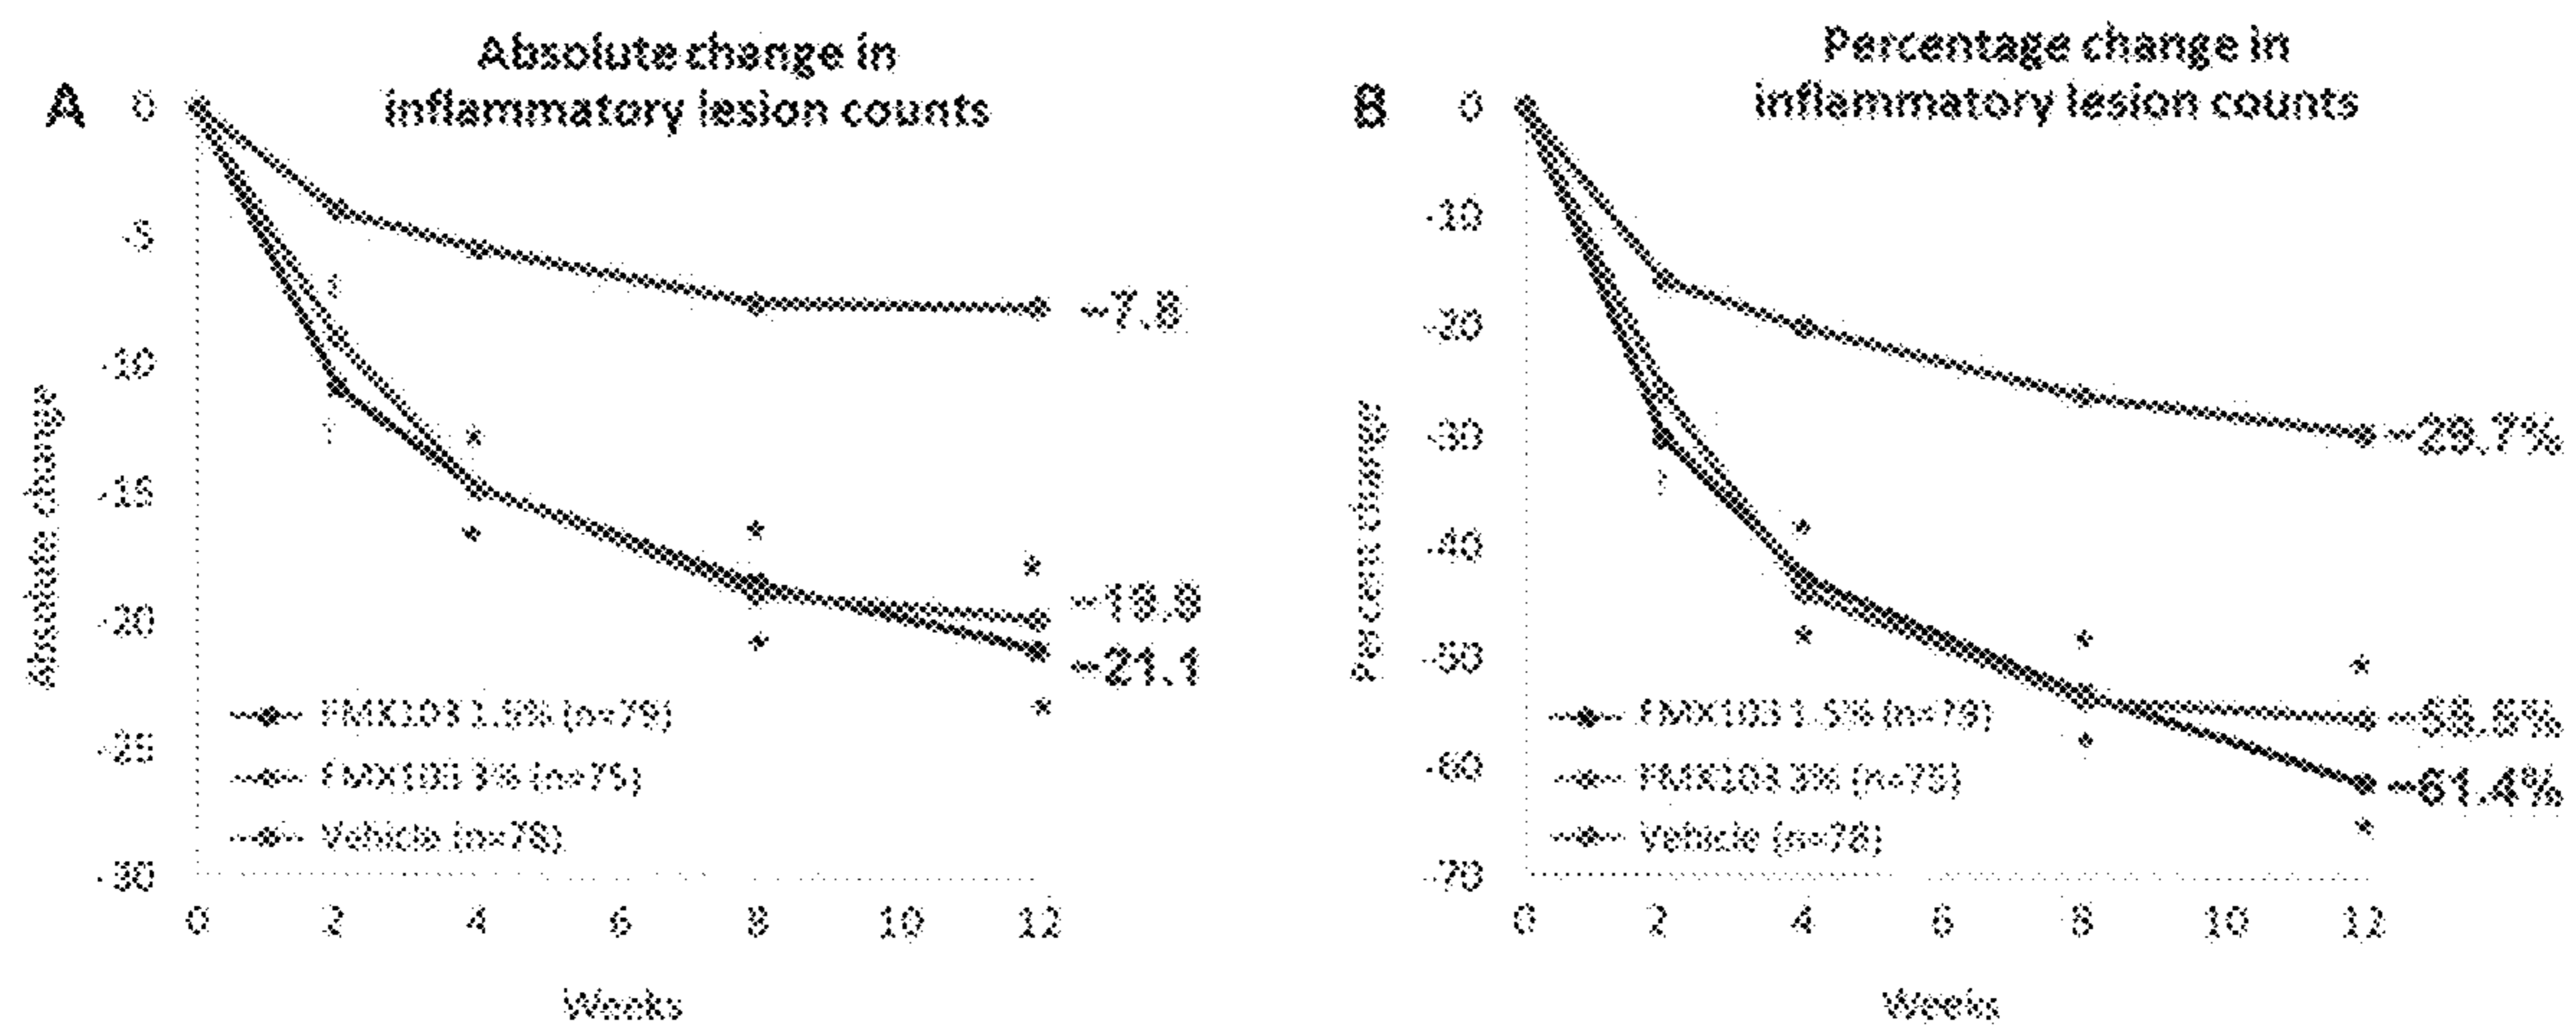 Absolute change in
inflammatory lesion counts
A
0
-5
-10
-15
-20
-25
-30
Absolute change
−7.8
−21.1
FMX103 1.5% (n=79)
FMX103 3% (n=75)
Vehicle (n=78)
0 2 4 6 8 10 12
Weeks
Percentage change in
inflammatory lesion counts
B
0
-10
-20
-30
-40
-50
-60
-70
Percent change
−29.7%
−61.4%
FMX103 1.5% (n=79)
FMX103 3% (n=75)
Vehicle (n=78)
0 2 4 6 8 10 12
Weeks